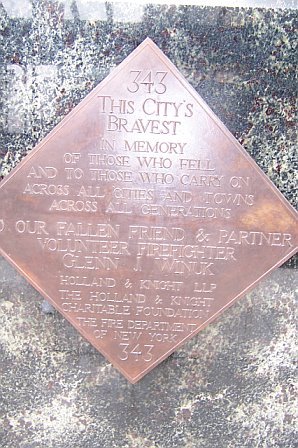 343
THIS CITY'S
BRAVEST
IN MEMORY
OF THOSE WHO FELL
AND TO THOSE WHO CARRY ON
ACROSS ALL CITIES AND TOWNS
ACROSS ALL GENERATIONS
O OUR FALLEN FRIEND & PARTNER
VOLUNTEER FIREFIGHTER
GLENN J WINUK
HOLLAND & KNIGHT LLP
THE HOLLAND & KNIGHT
CHARITABLE FOUNDATION
THE FIRE DEPARTMENT
OF NEW YORK
343